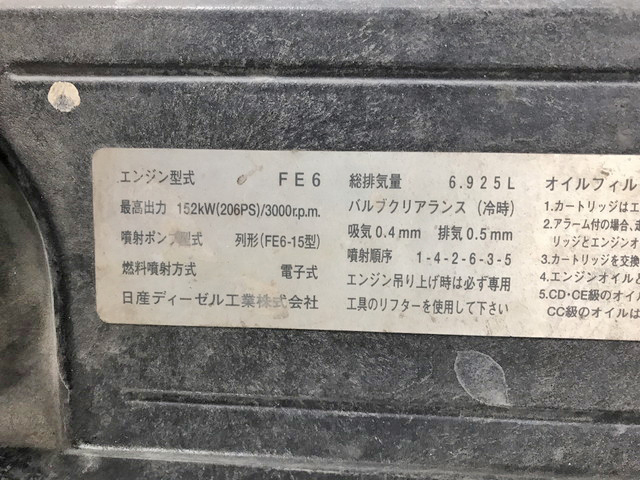 エンジン型式 FE6
最高出力 152kW(206PS)/3000r.p.m.
噴射ポンプ型式 列形(FE6-15型)
燃料噴射方式 電子式
日産ディーゼル工業株式会社
総排気量 6.925L
バルブクリアランス (冷時)
吸気0.4mm 排気0.5mm
噴射順序 1-4-2-6-3-5
エンジン吊り上げ時は必ず専用
工具のリフターを使用して下さい
オイルフィル
1.カートリッジはエ
2.アラーム付の場合、走
リッジとエンジンオ
3.カートリッジを交換
4.エンジンオイルと
5.CD・CE級のオイ
CC級のオイルは